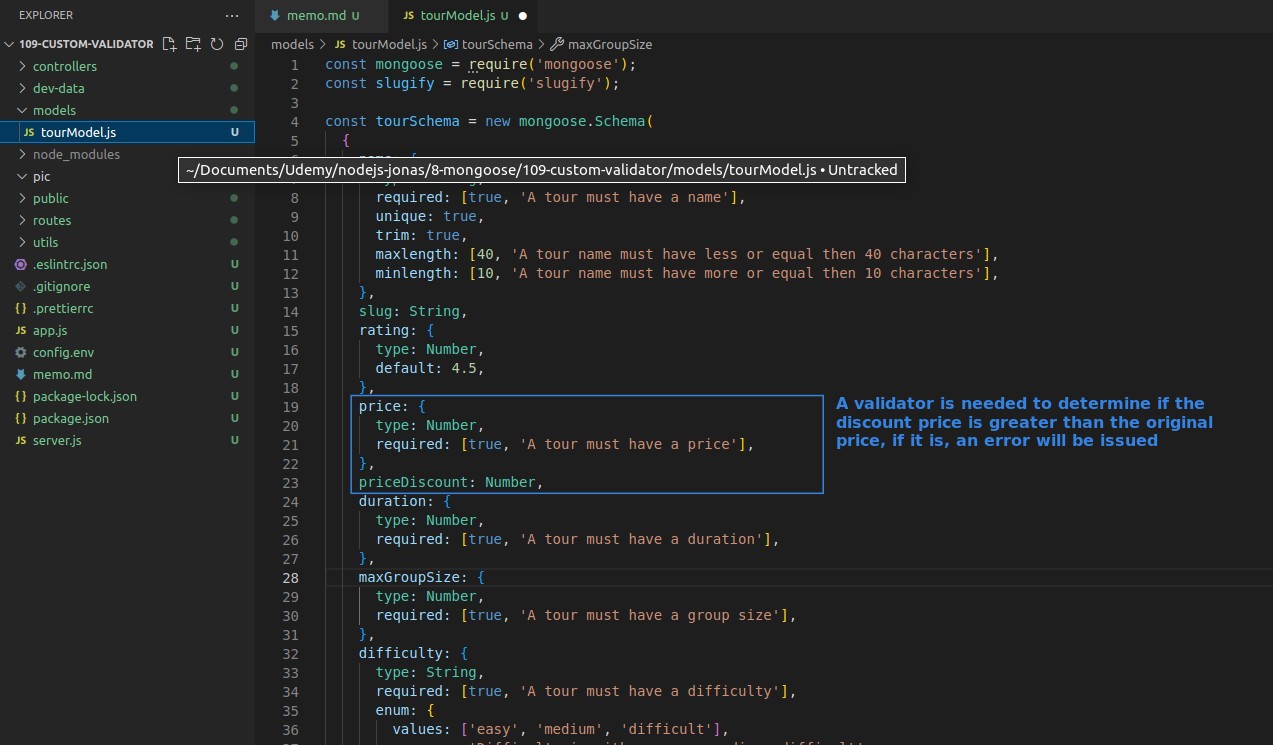 EXPLORER
memo.md U
JS tourModel.js U
109-CUSTOM-VALIDATOR
models > JS tourModel.js > tourSchema > maxGroupSize
controllers
dev-data
models
JS tourModel.js U
node_modules
pic
public
routes
utils
.eslintrc.json U
.gitignore U
{} .prettierrc U
JS app.js U
config.env U
memo.md U
{} package-lock.json U
{} package.json U
JS server.js U
1 const mongoose = require('mongoose');
2 const slugify = require('slugify');
3
4 const tourSchema = new mongoose.Schema(
5 {
~/Documents/Udemy/nodejs-jonas/8-mongoose/109-custom-validator/models/tourModel.js • Untracked
8 required: [true, 'A tour must have a name'],
9 unique: true,
10 trim: true,
11 maxlength: [40, 'A tour name must have less or equal then 40 characters'],
12 minlength: [10, 'A tour name must have more or equal then 10 characters'],
13 },
14 slug: String,
15 rating: {
16 type: Number,
17 default: 4.5,
18 },
19 price: {
20 type: Number,
21 required: [true, 'A tour must have a price'],
22 },
23 priceDiscount: Number,
A validator is needed to determine if the
discount price is greater than the original
price, if it is, an error will be issued
24 duration: {
25 type: Number,
26 required: [true, 'A tour must have a duration'],
27 },
28 maxGroupSize: {
29 type: Number,
30 required: [true, 'A tour must have a group size'],
31 },
32 difficulty: {
33 type: String,
34 required: [true, 'A tour must have a difficulty'],
35 enum: {
36 values: ['easy', 'medium', 'difficult'],